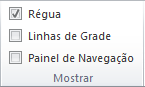 Régua
Linhas de Grade
Painel de Navegação
Mostrar